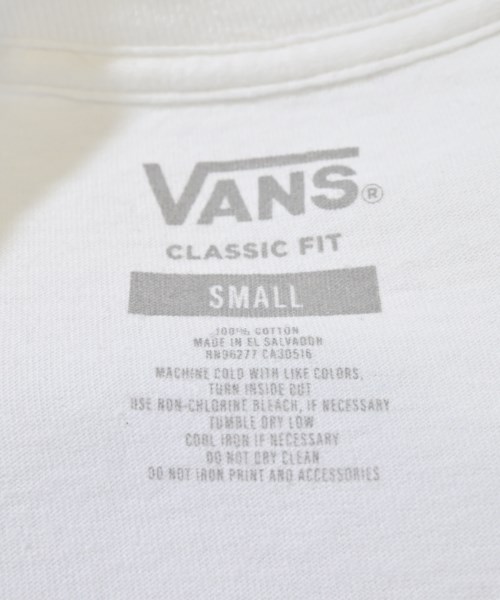 VANS®
CLASSIC FIT
SMALL
100% COTTON
MADE IN EL SALVADOR
RN96277 CA30516
MACHINE COLD WITH LIKE COLORS,
TURN INSIDE OUT
USE NON-CHLORINE BLEACH, IF NECESSARY
TUMBLE DRY LOW
COOL IRON IF NECESSARY
DO NOT DRY CLEAN
DO NOT IRON PRINT AND ACCESSORIES